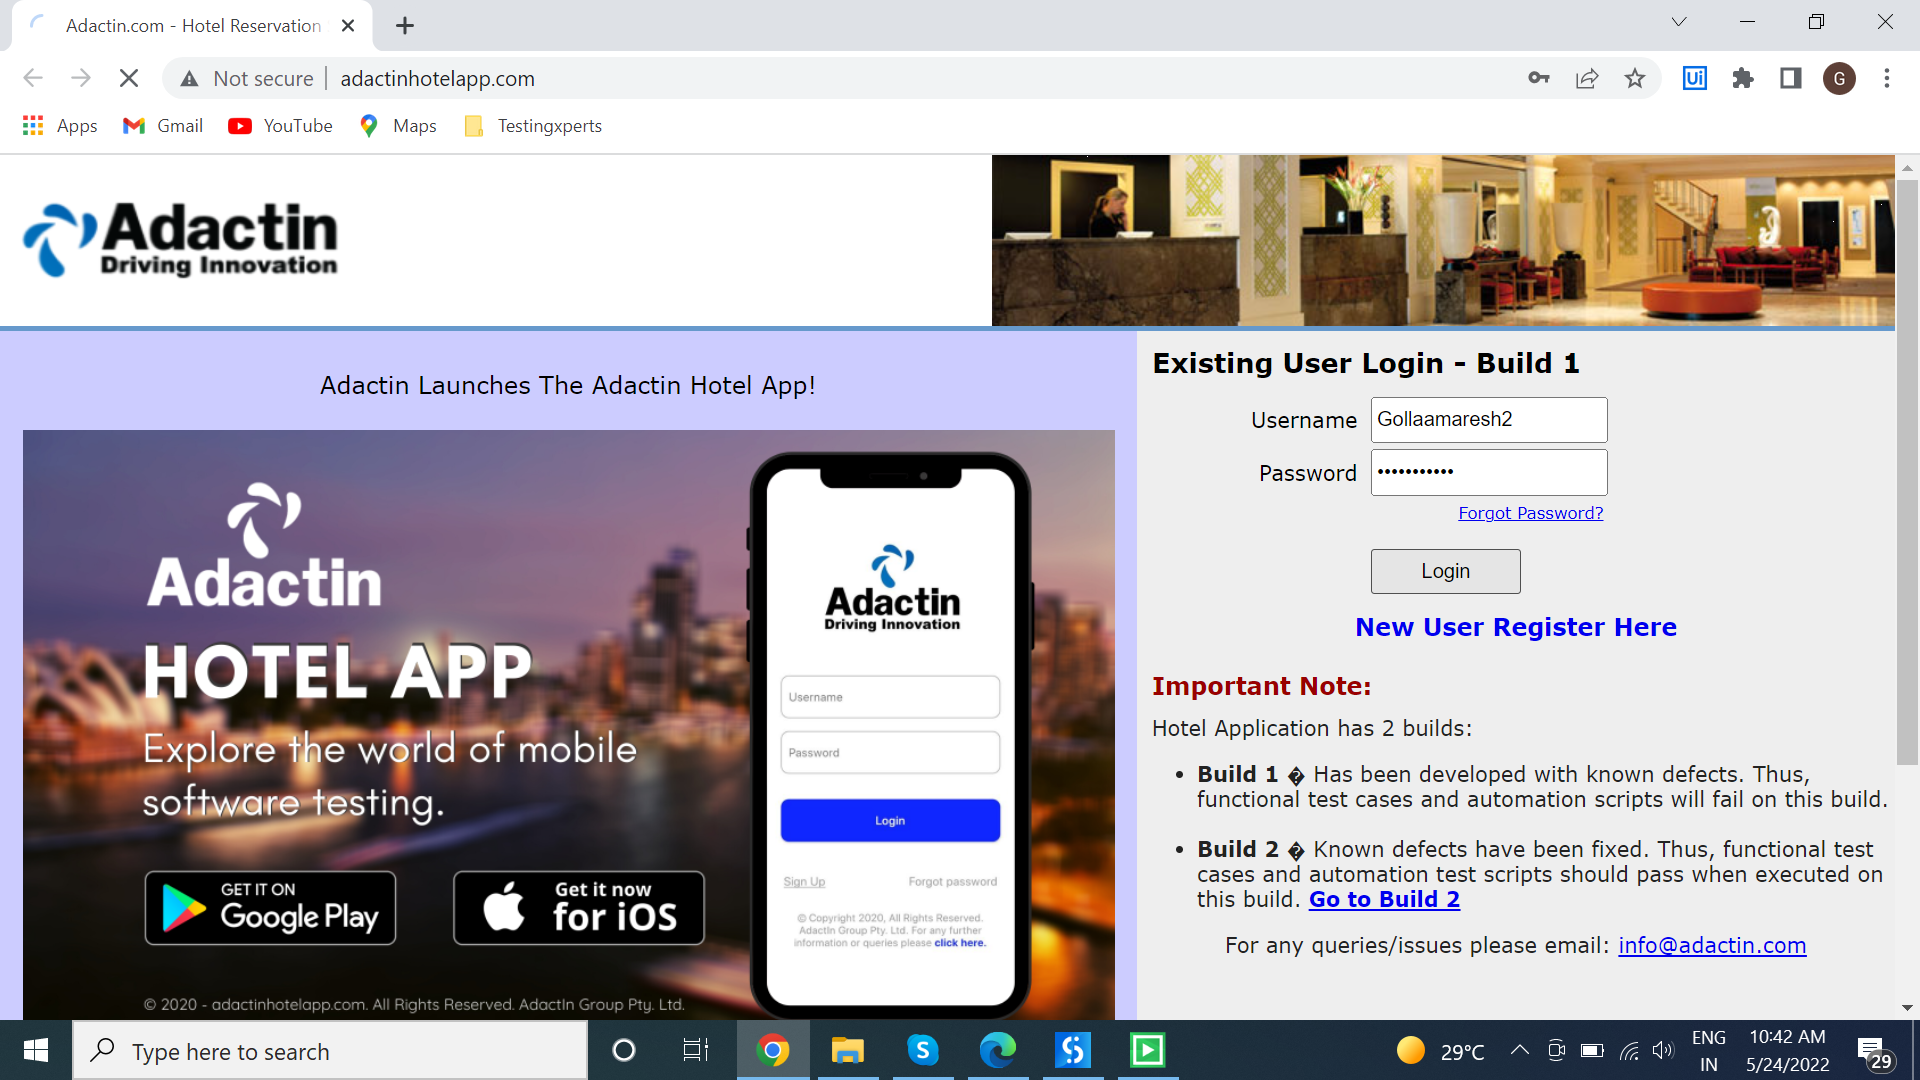 Adactin.com - Hotel Reservation
Not secure
adactinhotelapp.com
Ui
G
Apps
Gmail
YouTube
Maps
Testingxperts
Adactin
Driving Innovation
Adactin Launches The Adactin Hotel App!
Adactin
HOTEL APP
Explore the world of mobile
software testing.
GET IT ON
Google Play
Get it now
for iOS
© 2020 - adactinhotelapp.com. All Rights Reserved. AdactIn Group Pty. Ltd.
Adactin
Driving Innovation
Username
Password
Login
Sign Up
Forgot password
© Copyright 2020, All Rights Reserved.
AdactIn Group Pty. Ltd. For any further
information or queries please click here.
Existing User Login - Build 1
Username
Gollaamaresh2
Password
•••••••••••
Forgot Password?
Login
New User Register Here
Important Note:
Hotel Application has 2 builds:
• Build 1 � Has been developed with known defects. Thus,
functional test cases and automation scripts will fail on this build.
• Build 2 � Known defects have been fixed. Thus, functional test
cases and automation test scripts should pass when executed on
this build. Go to Build 2
For any queries/issues please email: info@adactin.com
Type here to search
S
29°C
ENG
IN
10:42 AM
5/24/2022
29